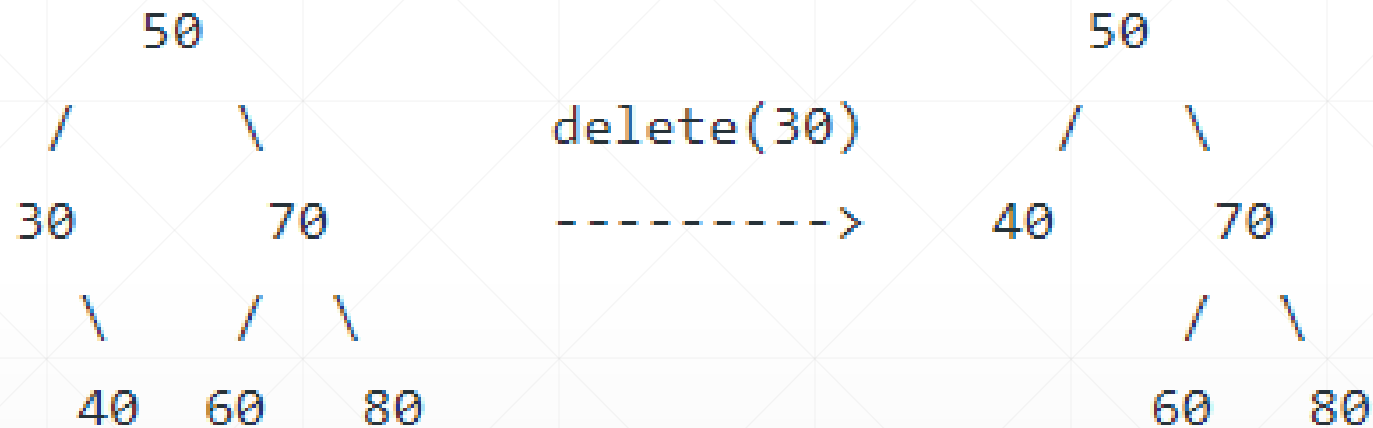 50 50
/ \ delete(30) / \
30 70 ---------> 40 70
\ / \ / \
40 60 80 60 80